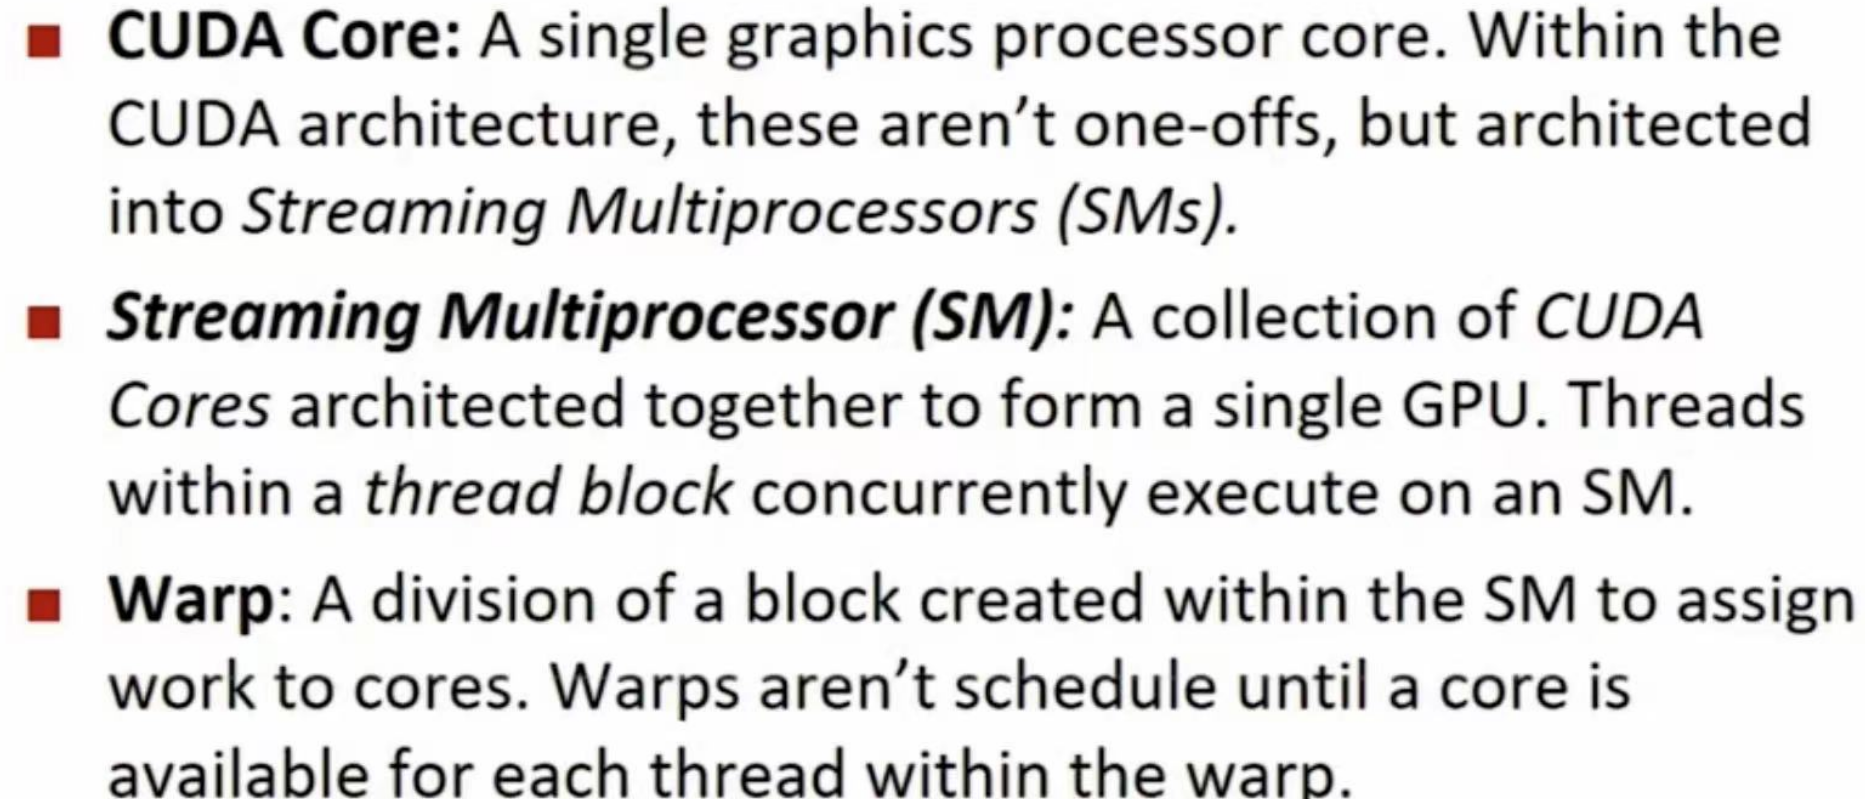 CUDA Core: A single graphics processor core. Within the
CUDA architecture, these aren't one-offs, but architected
into Streaming Multiprocessors (SMs).
Streaming Multiprocessor (SM): A collection of CUDA
Cores architected together to form a single GPU. Threads
within a thread block concurrently execute on an SM.
Warp: A division of a block created within the SM to assign
work to cores. Warps aren't schedule until a core is
available for each thread within the warp.